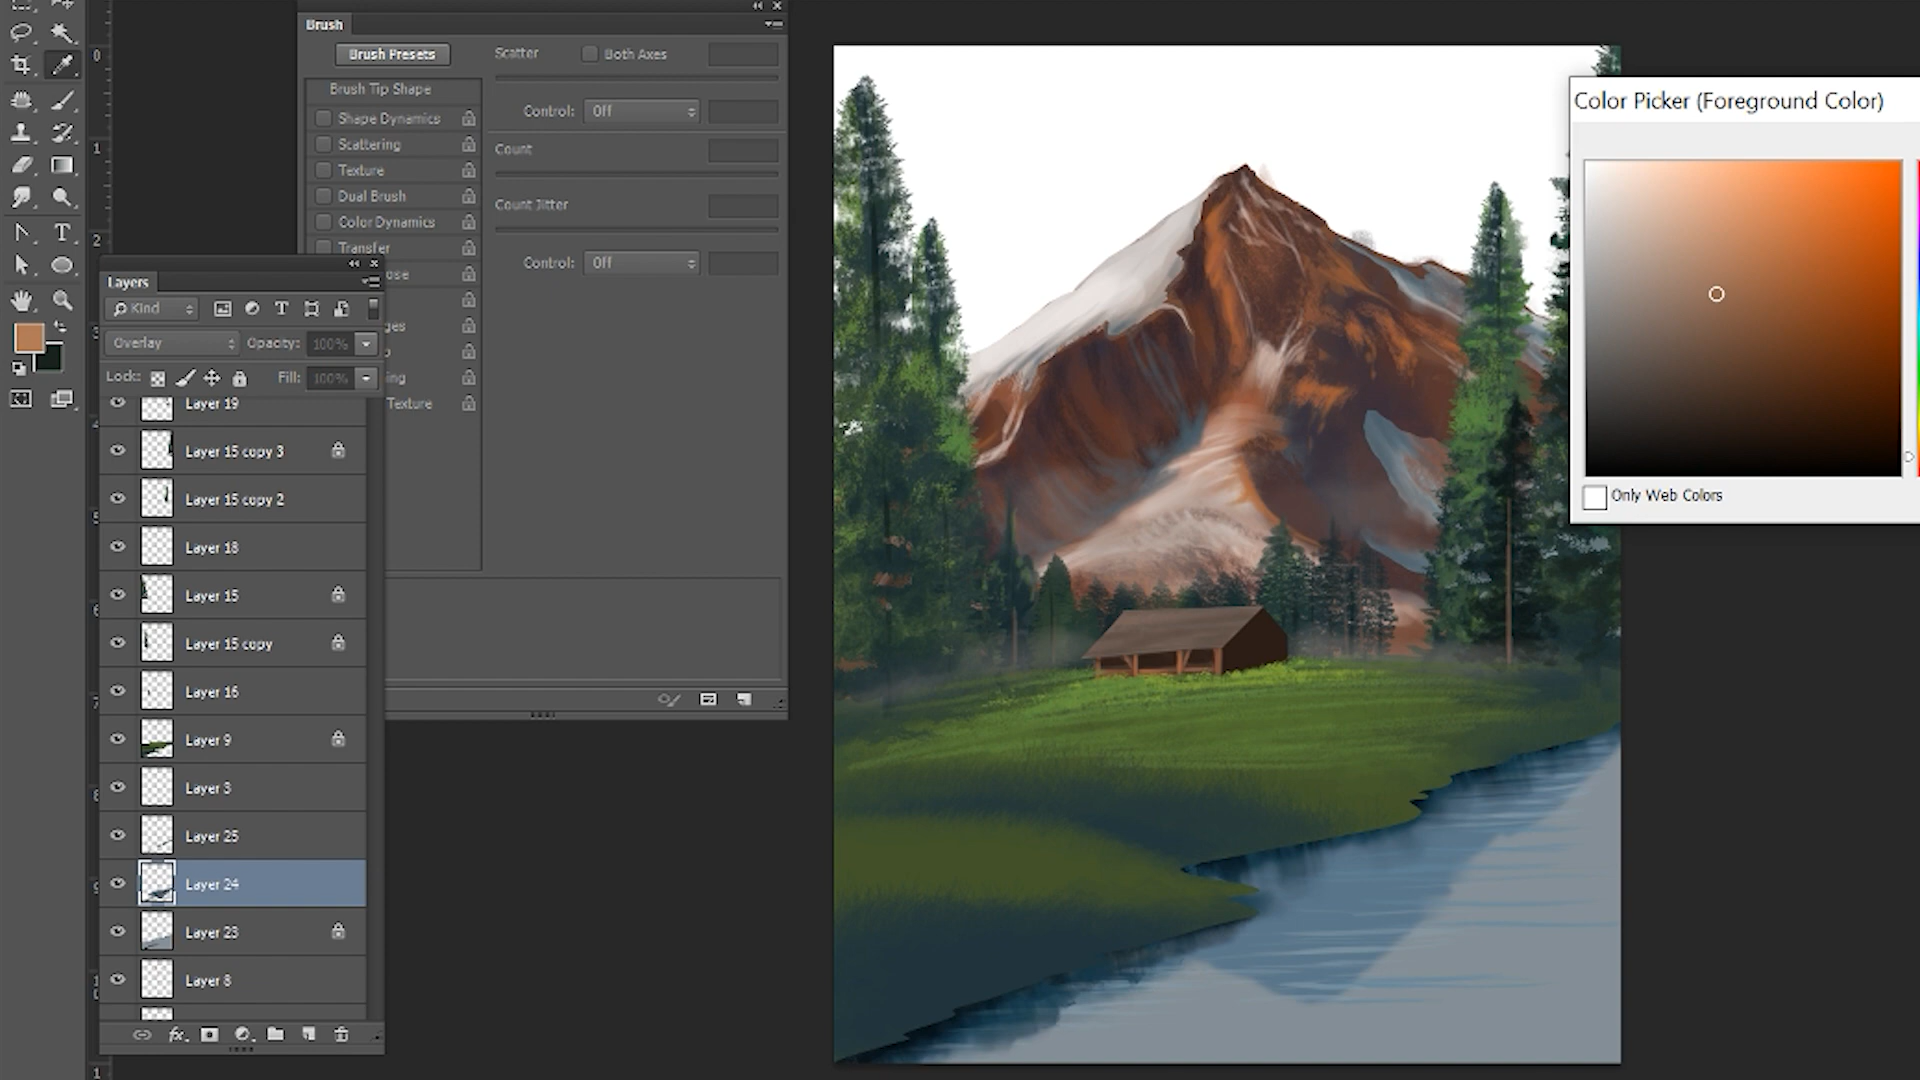 Brush
Brush Presets
Scatter
Both Axes
Brush Tip Shape
Control:
Off
Shape Dynamics
Scattering
Count
Texture
Dual Brush
Count Jitter
Color Dynamics
Transfer
Control:
Off
Texture
Layers
Kind
Overlay
Opacity:
100%
Lock:
Fill:
100%
Layer 19
Layer 15 copy 3
Layer 15 copy 2
Layer 18
Layer 15
Layer 15 copy
Layer 16
Layer 9
Layer 3
Layer 25
Layer 24
Layer 23
Layer 8
0
1
2
Color Picker (Foreground Color)
Only Web Colors